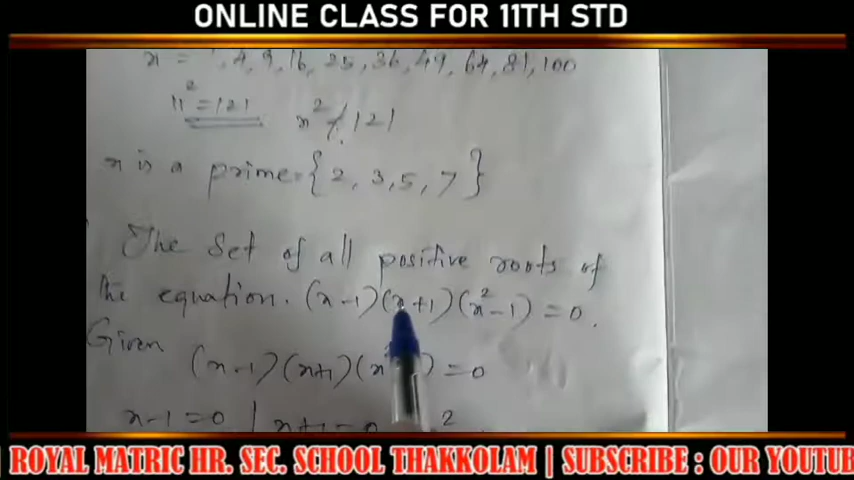 ONLINE CLASS FOR 11TH STD
x = 1, 4, 9, 16, 25, 36, 49, 64, 81, 100
11² = 121 x² < 121
x is a prime = {2, 3, 5, 7}
The Set of all positive roots of
the equation. (x-1)(x+1)(x²-1) = 0.
Given
(x-1)(x+1)(x ) = 0
x-1 = 0 | x+1 = 0 2
ROYAL MATRIC HR. SEC. SCHOOL THAKKOLAM | SUBSCRIBE : OUR YOUTUB